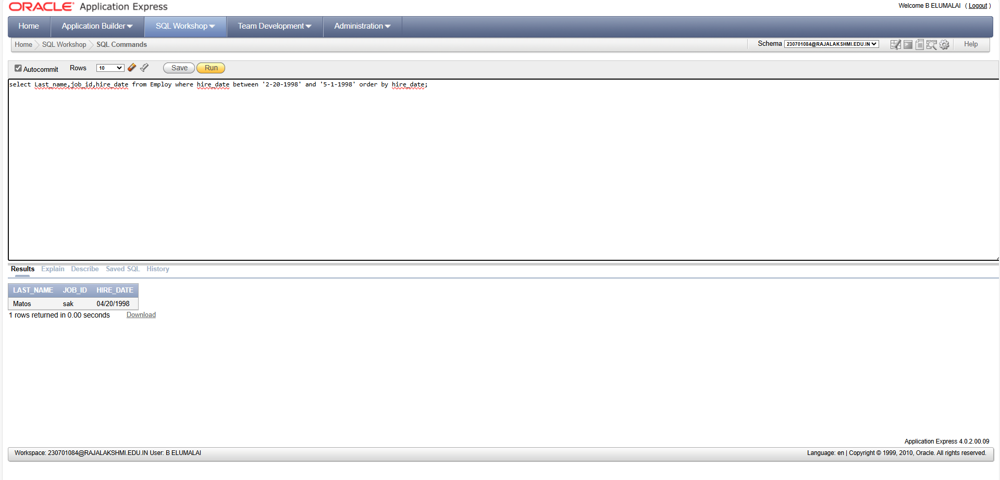 ORACLE® Application Express
Welcome B ELUMALAI ( Logout )
Home Application Builder SQL Workshop Team Development Administration
Home SQL Workshop SQL Commands Schema 230701084@RAJALAKSHMI.EDU.IN Help
Autocommit Rows 10 Save Run
select Last_name,job_id,hire_date from Employ where hire_date between '2-20-1998' and '5-1-1998' order by hire_date;
Results Explain Describe Saved SQL History
LAST_NAME JOB_ID HIRE_DATE
Matos sak 04/20/1998
1 rows returned in 0.00 seconds Download
Application Express 4.0.2.00.09
Workspace: 230701084@RAJALAKSHMI.EDU.IN User: B ELUMALAI
Language: en | Copyright © 1999, 2010, Oracle. All rights reserved.